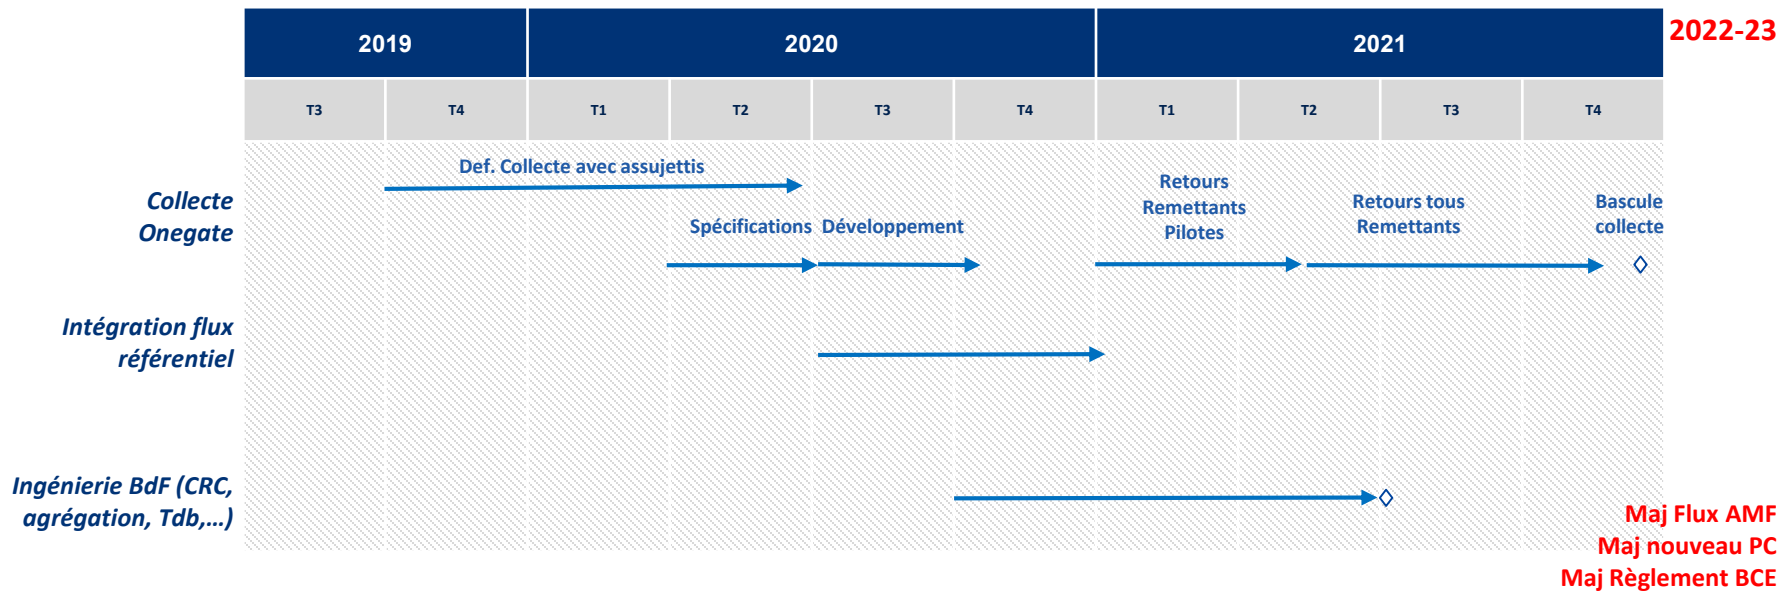 2019
2020
2021
2022-23
T3
T4
T1
T2
T3
T4
T1
T2
T3
T4
Collecte
Onegate
Def. Collecte avec assujettis
Spécifications
Développement
Retours
Remettants
Pilotes
Retours tous
Remettants
Bascule
collecte
Intégration flux
référentiel
Ingénierie BdF (CRC,
agrégation, Tdb,...)
Maj Flux AMF
Maj nouveau PC
Maj Règlement BCE